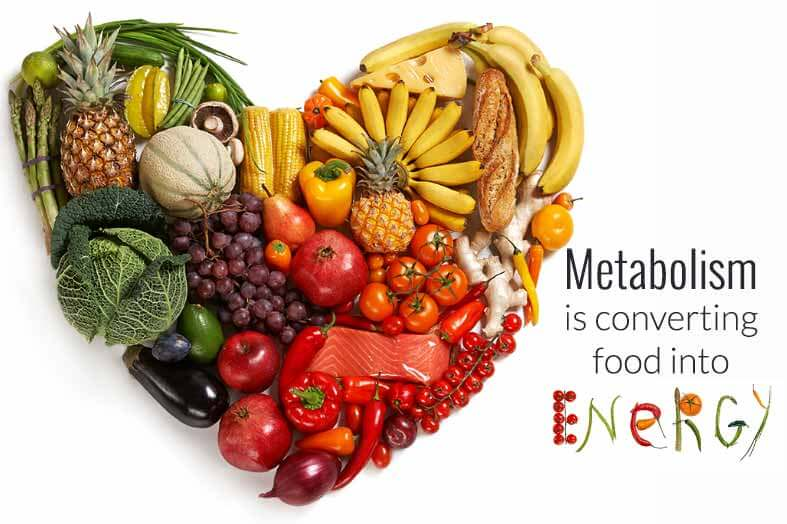 Metabolism
is converting
food into
ENeRGY